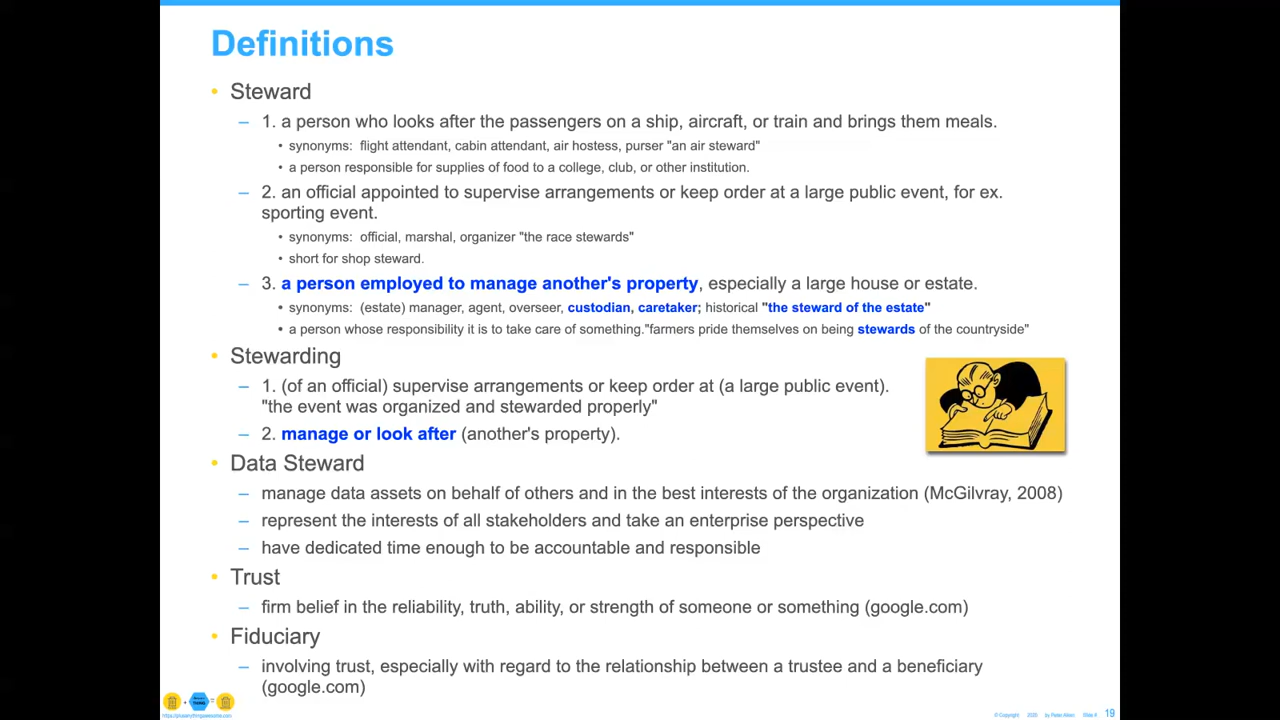 Definitions
• Steward
– 1. a person who looks after the passengers on a ship, aircraft, or train and brings them meals.
• synonyms: flight attendant, cabin attendant, air hostess, purser "an air steward"
• a person responsible for supplies of food to a college, club, or other institution.
– 2. an official appointed to supervise arrangements or keep order at a large public event, for ex.
sporting event.
• synonyms: official, marshal, organizer "the race stewards"
• short for shop steward.
– 3. a person employed to manage another's property, especially a large house or estate.
• synonyms: (estate) manager, agent, overseer, custodian, caretaker; historical "the steward of the estate"
• a person whose responsibility it is to take care of something."farmers pride themselves on being stewards of the countryside"
• Stewarding
– 1. (of an official) supervise arrangements or keep order at (a large public event).
"the event was organized and stewarded properly"
– 2. manage or look after (another's property).
• Data Steward
– manage data assets on behalf of others and in the best interests of the organization (McGilvray, 2008)
– represent the interests of all stakeholders and take an enterprise perspective
– have dedicated time enough to be accountable and responsible
• Trust
– firm belief in the reliability, truth, ability, or strength of someone or something (google.com)
• Fiduciary
– involving trust, especially with regard to the relationship between a trustee and a beneficiary
(google.com)
© Copyright 2020 by Peter Aiken Slide # 19